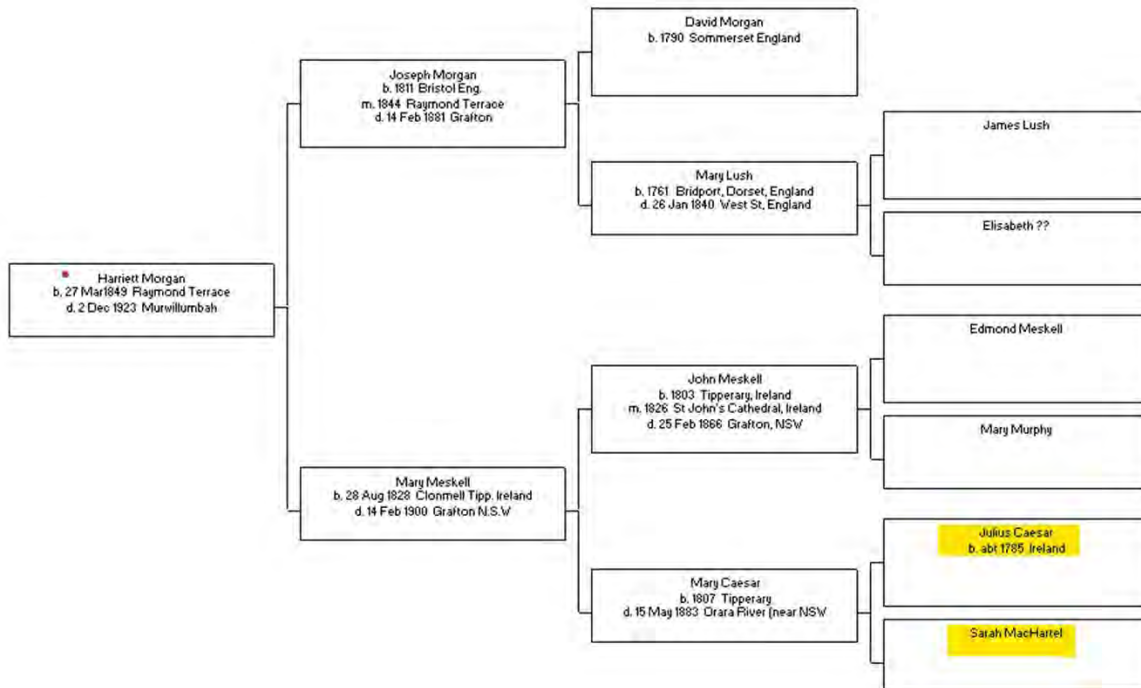 David Morgan
b. 1790 Sommerset England
Joseph Morgan
b. 1811 Bristol Eng.
m. 1844 Raymond Terrace
d. 14 Feb 1881 Grafton
James Lush
Mary Lush
b. 1761 Bridport, Dorset, England
d. 26 Jan 1840 West St, England
Elisabeth ??
Harriett Morgan
b. 27 Mar1849 Raymond Terrace
d. 2 Dec 1923 Murwillumbah
Edmond Meskell
John Meskell
b. 1803 Tipperary, Ireland
m. 1826 St John's Cathedral, Ireland
d. 25 Feb 1866 Grafton, NSW
Mary Murphy
Mary Meskell
b. 28 Aug 1828 Clonmell Tipp. Ireland
d. 14 Feb 1900 Grafton N.S.W
Julius Caesar
b. abt 1785 Ireland
Mary Caesar
b. 1807 Tipperary
d. 15 May 1883 Orara River (near NSW
Sarah MacHartel